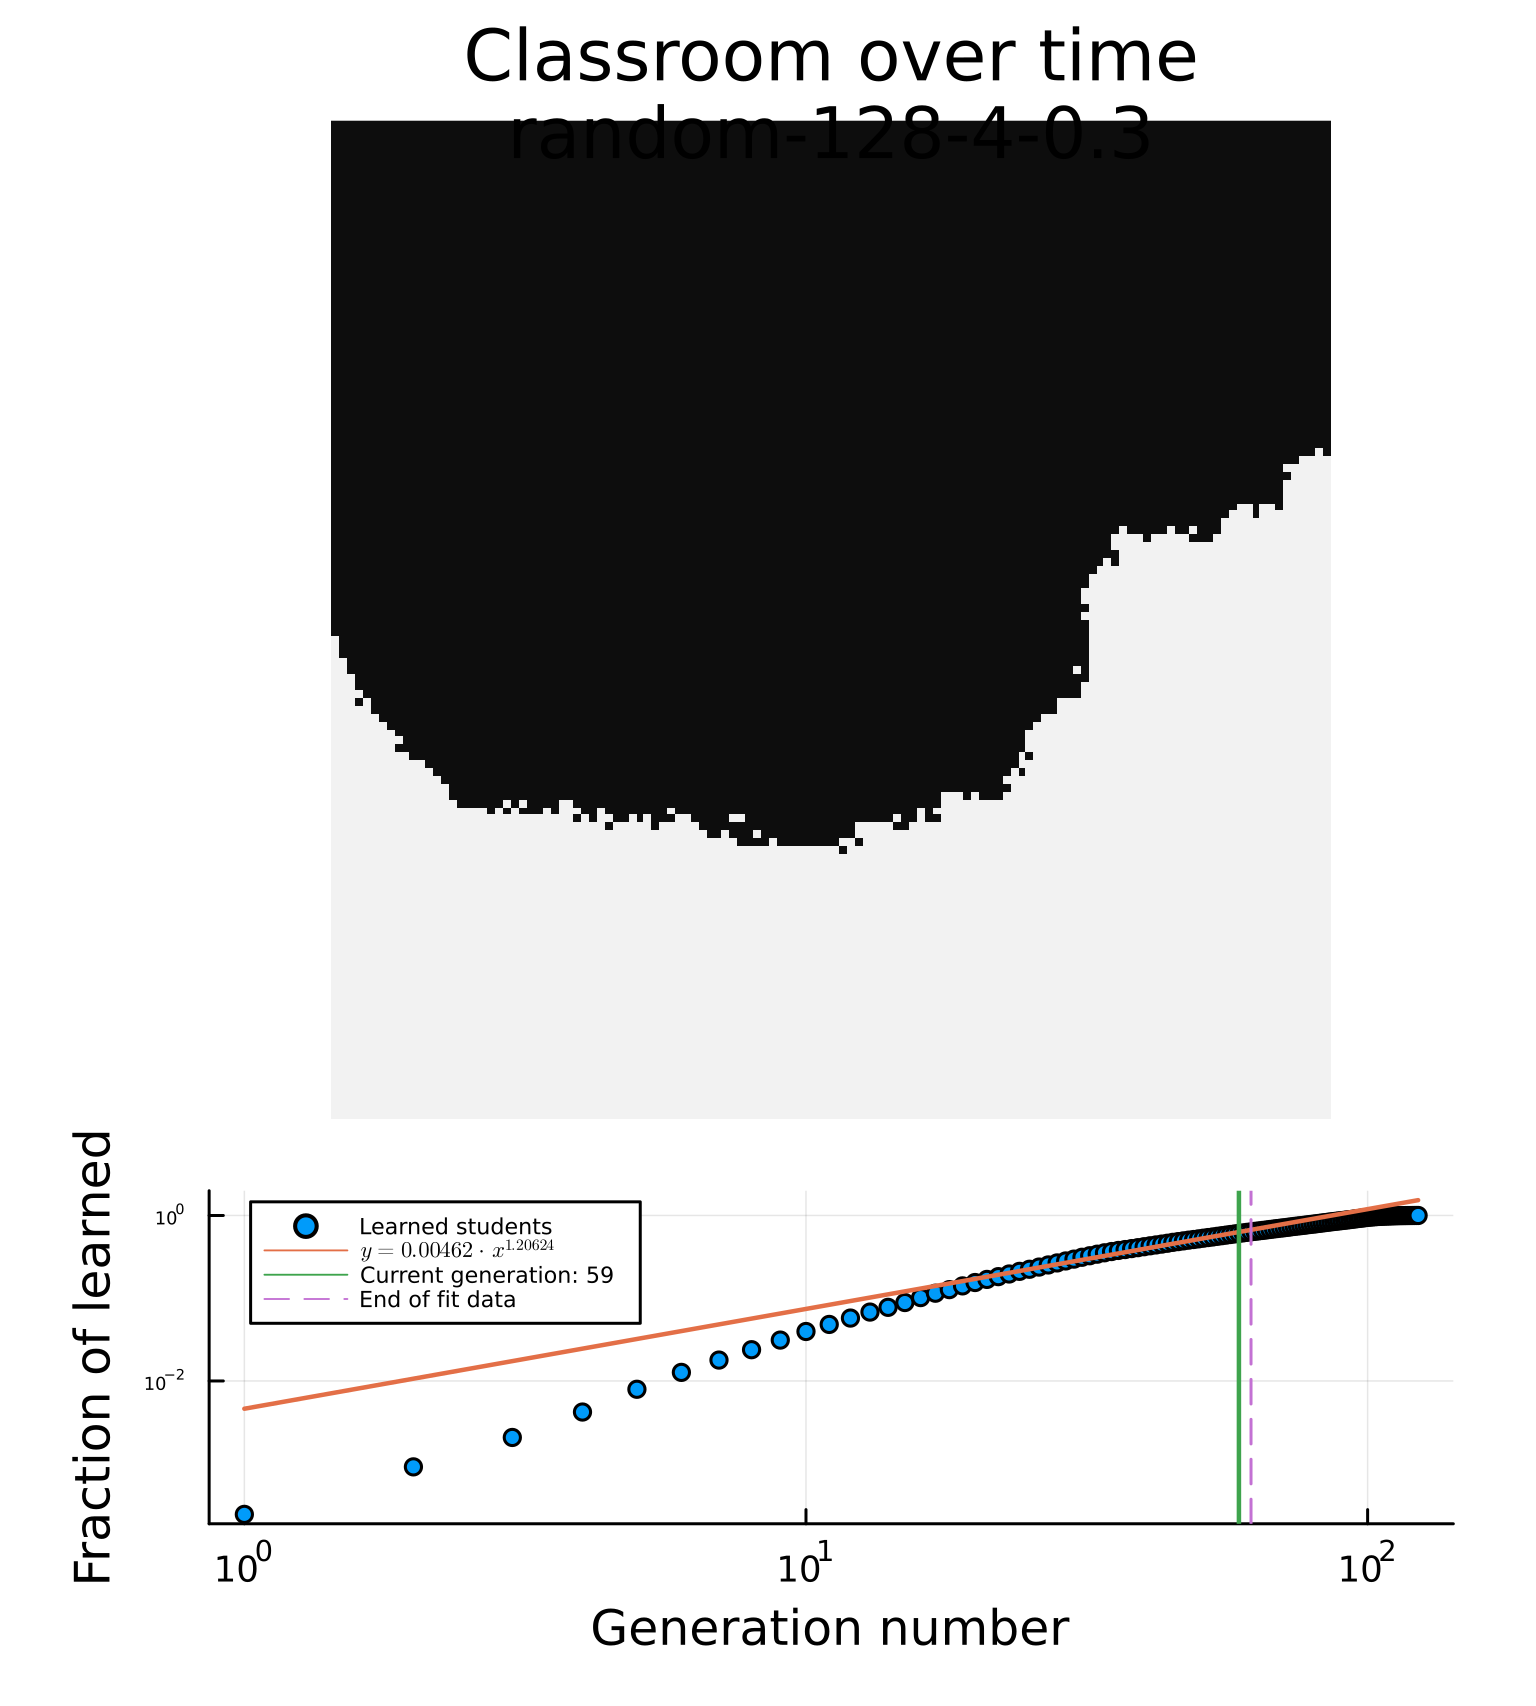 Classroom over time
random-128-4-0.3
Fraction of learned
10⁰
10⁻²
Learned students
y = 0.00462 · x^1.20624
Current generation: 59
End of fit data
10⁰ 10¹ 10²
Generation number